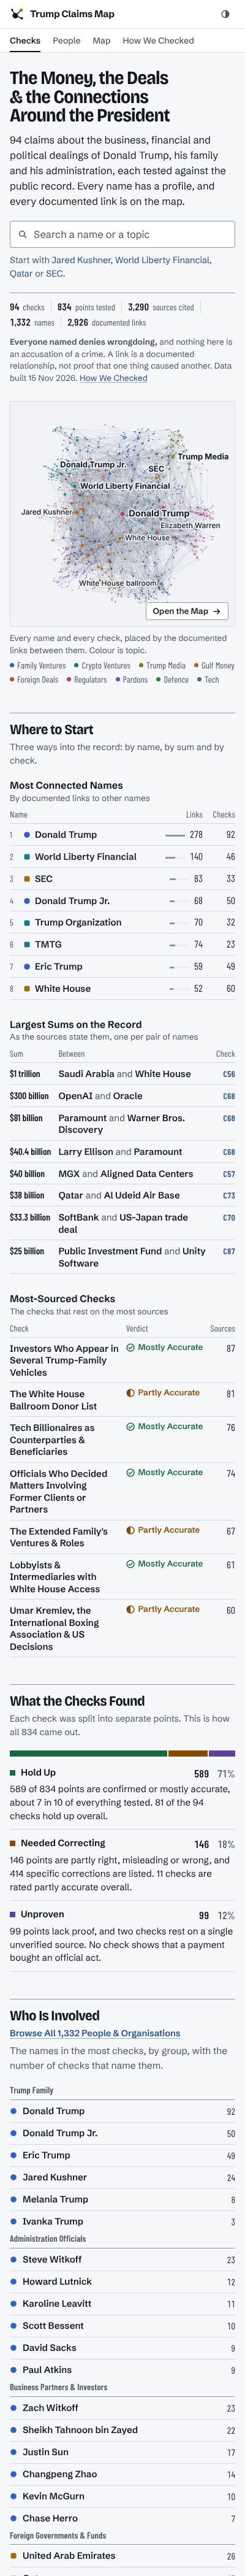 Trump Claims Map
Checks People Map How We Checked
The Money, the Deals
& the Connections
Around the President
94 claims about the business, financial and
political dealings of Donald Trump, his family
and his administration, each tested against the
public record. Every name has a profile, and
every documented link is on the map.
Search a name or a topic
Start with Jared Kushner, World Liberty Financial,
Qatar or SEC.
94 checks 834 points tested 3,290 sources cited
1,332 names 2,926 documented links
Everyone named denies wrongdoing, and nothing here is
an accusation of a crime. A link is a documented
relationship, not proof that one thing caused another. Data
built 15 Nov 2026. How We Checked
Trump Media
Donald Trump Jr.
SEC
World Liberty Financial
Jared Kushner
Donald Trump
Elizabeth Warren
White House
White House ballroom
Open the Map →
Every name and every check, placed by the documented
links between them. Colour is topic.
Family Ventures Crypto Ventures Trump Media Gulf Money
Foreign Deals Regulators Pardons Defence Tech
Where to Start
Three ways into the record: by name, by sum and by
check.
Most Connected Names
By documented links to other names
Name Links Checks
1 Donald Trump 278 92
2 World Liberty Financial 140 46
3 SEC 83 33
4 Donald Trump Jr. 68 50
5 Trump Organization 70 32
6 TMTG 74 23
7 Eric Trump 59 49
8 White House 52 60
Largest Sums on the Record
As the sources state them, one per pair of names
Sum Between Check
$1 trillion Saudi Arabia and White House C56
$300 billion OpenAI and Oracle C68
$81 billion Paramount and Warner Bros.
Discovery C68
$40.4 billion Larry Ellison and Paramount C68
$40 billion MGX and Aligned Data Centers C57
$38 billion Qatar and Al Udeid Air Base C73
$33.3 billion SoftBank and US-Japan trade
deal C70
$25 billion Public Investment Fund and Unity
Software C87
Most-Sourced Checks
The checks that rest on the most sources
Check Verdict Sources
Investors Who Appear in Mostly Accurate 87
Several Trump-Family
Vehicles
The White House Partly Accurate 81
Ballroom Donor List
Tech Billionaires as Mostly Accurate 76
Counterparties &
Beneficiaries
Officials Who Decided Mostly Accurate 74
Matters Involving
Former Clients or
Partners
The Extended Family's Partly Accurate 67
Ventures & Roles
Lobbyists & Mostly Accurate 61
Intermediaries with
White House Access
Umar Kremlev, the Partly Accurate 60
International Boxing
Association & US
Decisions
What the Checks Found
Each check was split into separate points. This is how
all 834 came out.
Hold Up 589 71%
589 of 834 points are confirmed or mostly accurate,
about 7 in 10 of everything tested. 81 of the 94
checks hold up overall.
Needed Correcting 146 18%
146 points are partly right, misleading or wrong, and
414 specific corrections are listed. 11 checks are
rated partly accurate overall.
Unproven 99 12%
99 points lack proof, and two checks rest on a single
unverified source. No check shows that a payment
bought an official act.
Who Is Involved
Browse All 1,332 People & Organisations
The names in the most checks, by group, with the
number of checks that name them.
Trump Family
Donald Trump 92
Donald Trump Jr. 50
Eric Trump 49
Jared Kushner 24
Melania Trump 8
Ivanka Trump 3
Administration Officials
Steve Witkoff 23
Howard Lutnick 12
Karoline Leavitt 11
Scott Bessent 10
David Sacks 9
Paul Atkins 9
Business Partners & Investors
Zach Witkoff 23
Sheikh Tahnoon bin Zayed 22
Justin Sun 17
Changpeng Zhao 14
Kevin McGurn 10
Chase Herro 7
Foreign Governments & Funds
United Arab Emirates 26